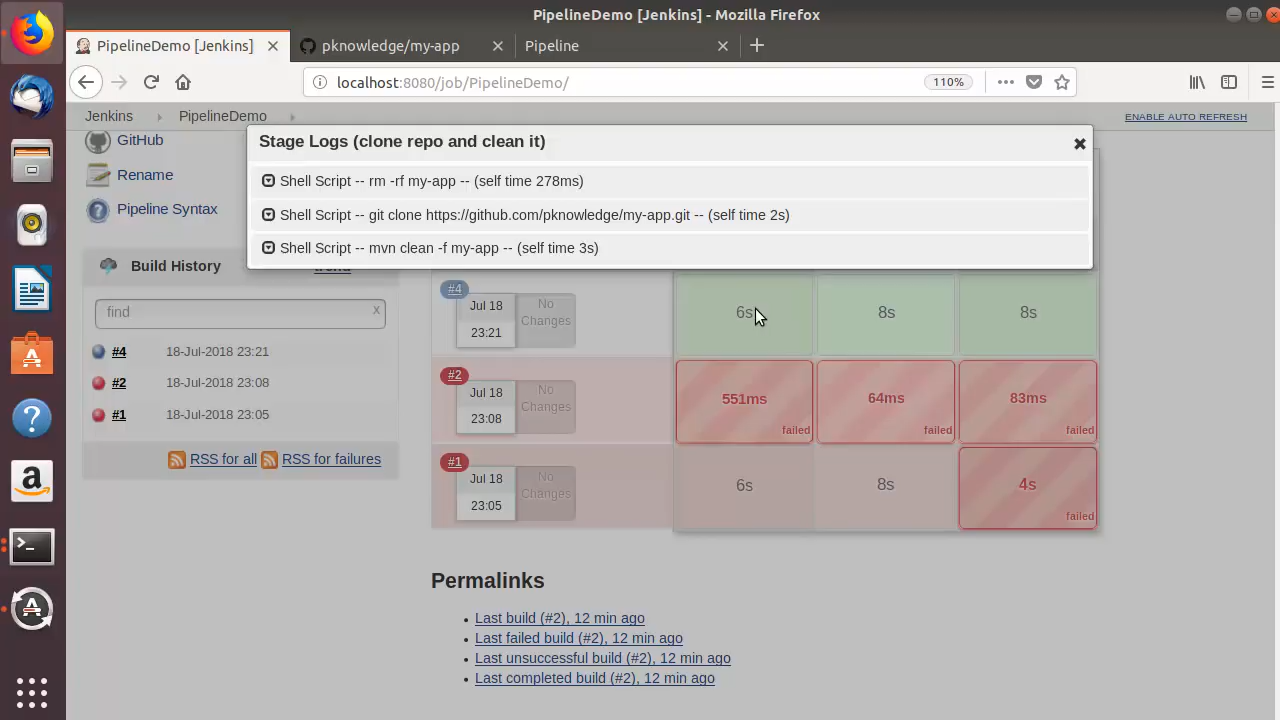 PipelineDemo [Jenkins] - Mozilla Firefox
PipelineDemo [Jenkins]
pknowledge/my-app
Pipeline
localhost:8080/job/PipelineDemo/
110%
Jenkins
PipelineDemo
ENABLE AUTO REFRESH
GitHub
Rename
Pipeline Syntax
Stage Logs (clone repo and clean it)
Shell Script -- rm -rf my-app -- (self time 278ms)
Shell Script -- git clone https://github.com/pknowledge/my-app.git -- (self time 2s)
Shell Script -- mvn clean -f my-app -- (self time 3s)
Build History
find
x
#4 18-Jul-2018 23:21
#2 18-Jul-2018 23:08
#1 18-Jul-2018 23:05
RSS for all
RSS for failures
#4
Jul 18
23:21
No
Changes
6s
8s
8s
#2
Jul 18
23:08
No
Changes
551ms
failed
64ms
failed
83ms
failed
#1
Jul 18
23:05
No
Changes
6s
8s
4s
failed
Permalinks
Last build (#2), 12 min ago
Last failed build (#2), 12 min ago
Last unsuccessful build (#2), 12 min ago
Last completed build (#2), 12 min ago